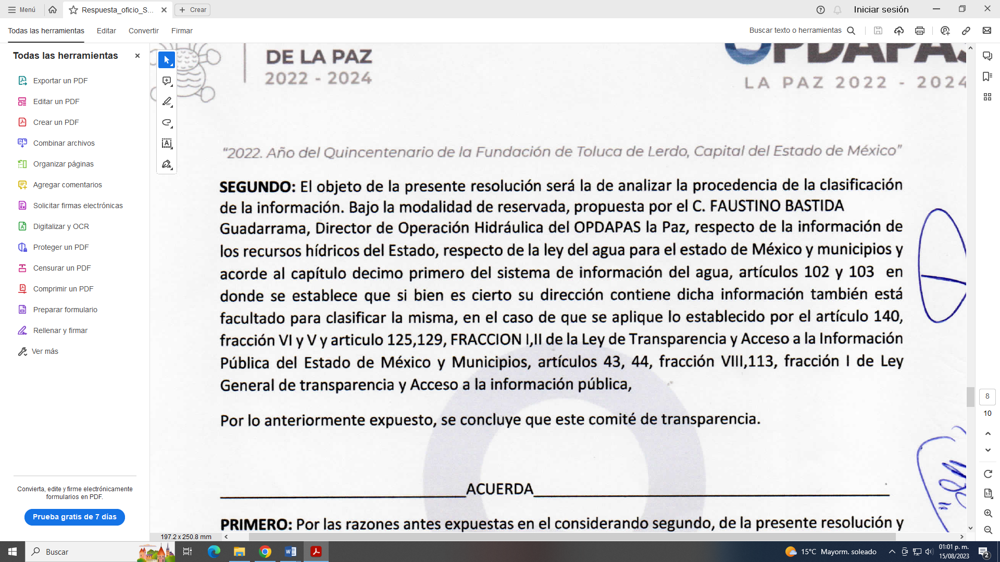 Menú
Respuesta_oficio_S...
Crear
Iniciar sesión
Todas las herramientas
Editar
Convertir
Firmar
Buscar texto o herramientas
Todas las herramientas
Exportar un PDF
Editar un PDF
Crear un PDF
Combinar archivos
Organizar páginas
Agregar comentarios
Solicitar firmas electrónicas
Digitalizar y OCR
Proteger un PDF
Censurar un PDF
Comprimir un PDF
Preparar formulario
Rellenar y firmar
Ver más
Convierta, edite y firme electrónicamente
formularios en PDF.
Prueba gratis de 7 días
DE LA PAZ
2022 - 2024
OPDAPAS
LA PAZ 2022 - 2024
“2022. Año del Quincentenario de la Fundación de Toluca de Lerdo, Capital del Estado de México”
SEGUNDO: El objeto de la presente resolución será la de analizar la procedencia de la clasificación
de la información. Bajo la modalidad de reservada, propuesta por el C. FAUSTINO BASTIDA
Guadarrama, Director de Operación Hidráulica del OPDAPAS la Paz, respecto de la información de
los recursos hídricos del Estado, respecto de la ley del agua para el estado de México y municipios y
acorde al capítulo decimo primero del sistema de información del agua, artículos 102 y 103 en
donde se establece que si bien es cierto su dirección contiene dicha información también está
facultado para clasificar la misma, en el caso de que se aplique lo establecido por el artículo 140,
fracción VI y V y articulo 125,129, FRACCION I,II de la Ley de Transparencia y Acceso a la Información
Pública del Estado de México y Municipios, artículos 43, 44, fracción VIII,113, fracción I de Ley
General de transparencia y Acceso a la información pública,
Por lo anteriormente expuesto, se concluye que este comité de transparencia.
ACUERDA
PRIMERO: Por las razones antes expuestas en el considerando segundo, de la presente resolución y
8
10
197.2 x 250.8 mm
Buscar
15°C Mayorm. soleado
01:01 p. m.
15/08/2023
2